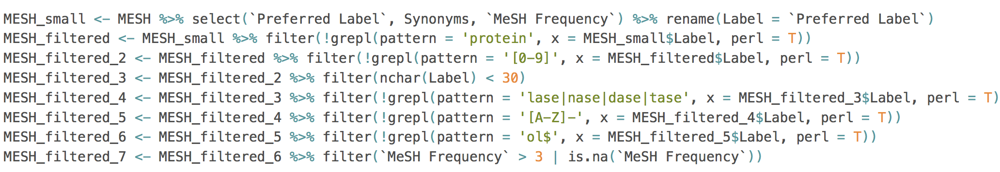 MESH_small <- MESH %>% select(`Preferred Label`, Synonyms, `MeSH Frequency`) %>% rename(Label = `Preferred Label`)
MESH_filtered <- MESH_small %>% filter(!grepl(pattern = 'protein', x = MESH_small$Label, perl = T))
MESH_filtered_2 <- MESH_filtered %>% filter(!grepl(pattern = '[0-9]', x = MESH_filtered$Label, perl = T))
MESH_filtered_3 <- MESH_filtered_2 %>% filter(nchar(Label) < 30)
MESH_filtered_4 <- MESH_filtered_3 %>% filter(!grepl(pattern = 'lase|nase|dase|tase', x = MESH_filtered_3$Label, perl = T)
MESH_filtered_5 <- MESH_filtered_4 %>% filter(!grepl(pattern = '[A-Z]-', x = MESH_filtered_4$Label, perl = T))
MESH_filtered_6 <- MESH_filtered_5 %>% filter(!grepl(pattern = 'ol$', x = MESH_filtered_5$Label, perl = T))
MESH_filtered_7 <- MESH_filtered_6 %>% filter(`MeSH Frequency` > 3 | is.na(`MeSH Frequency`))